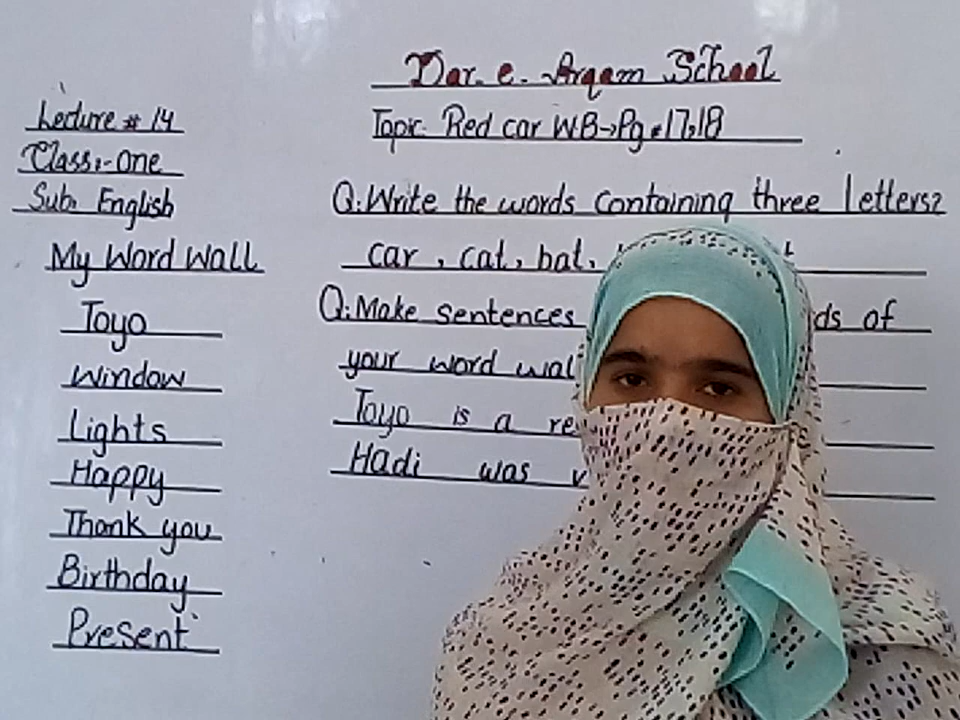 Dar. e. Arqam School
Lecture # 14
Topic: Red car WB→Pg#17,18
Class:- One
Sub: English
My Word Wall
Toyo
Window
Lights
Happy
Thank you
Birthday
Present
Q:Write the words containing three letters?
car, cat, bat,
Q:Make sentences
of
your word
Toyo is a
Hadi was